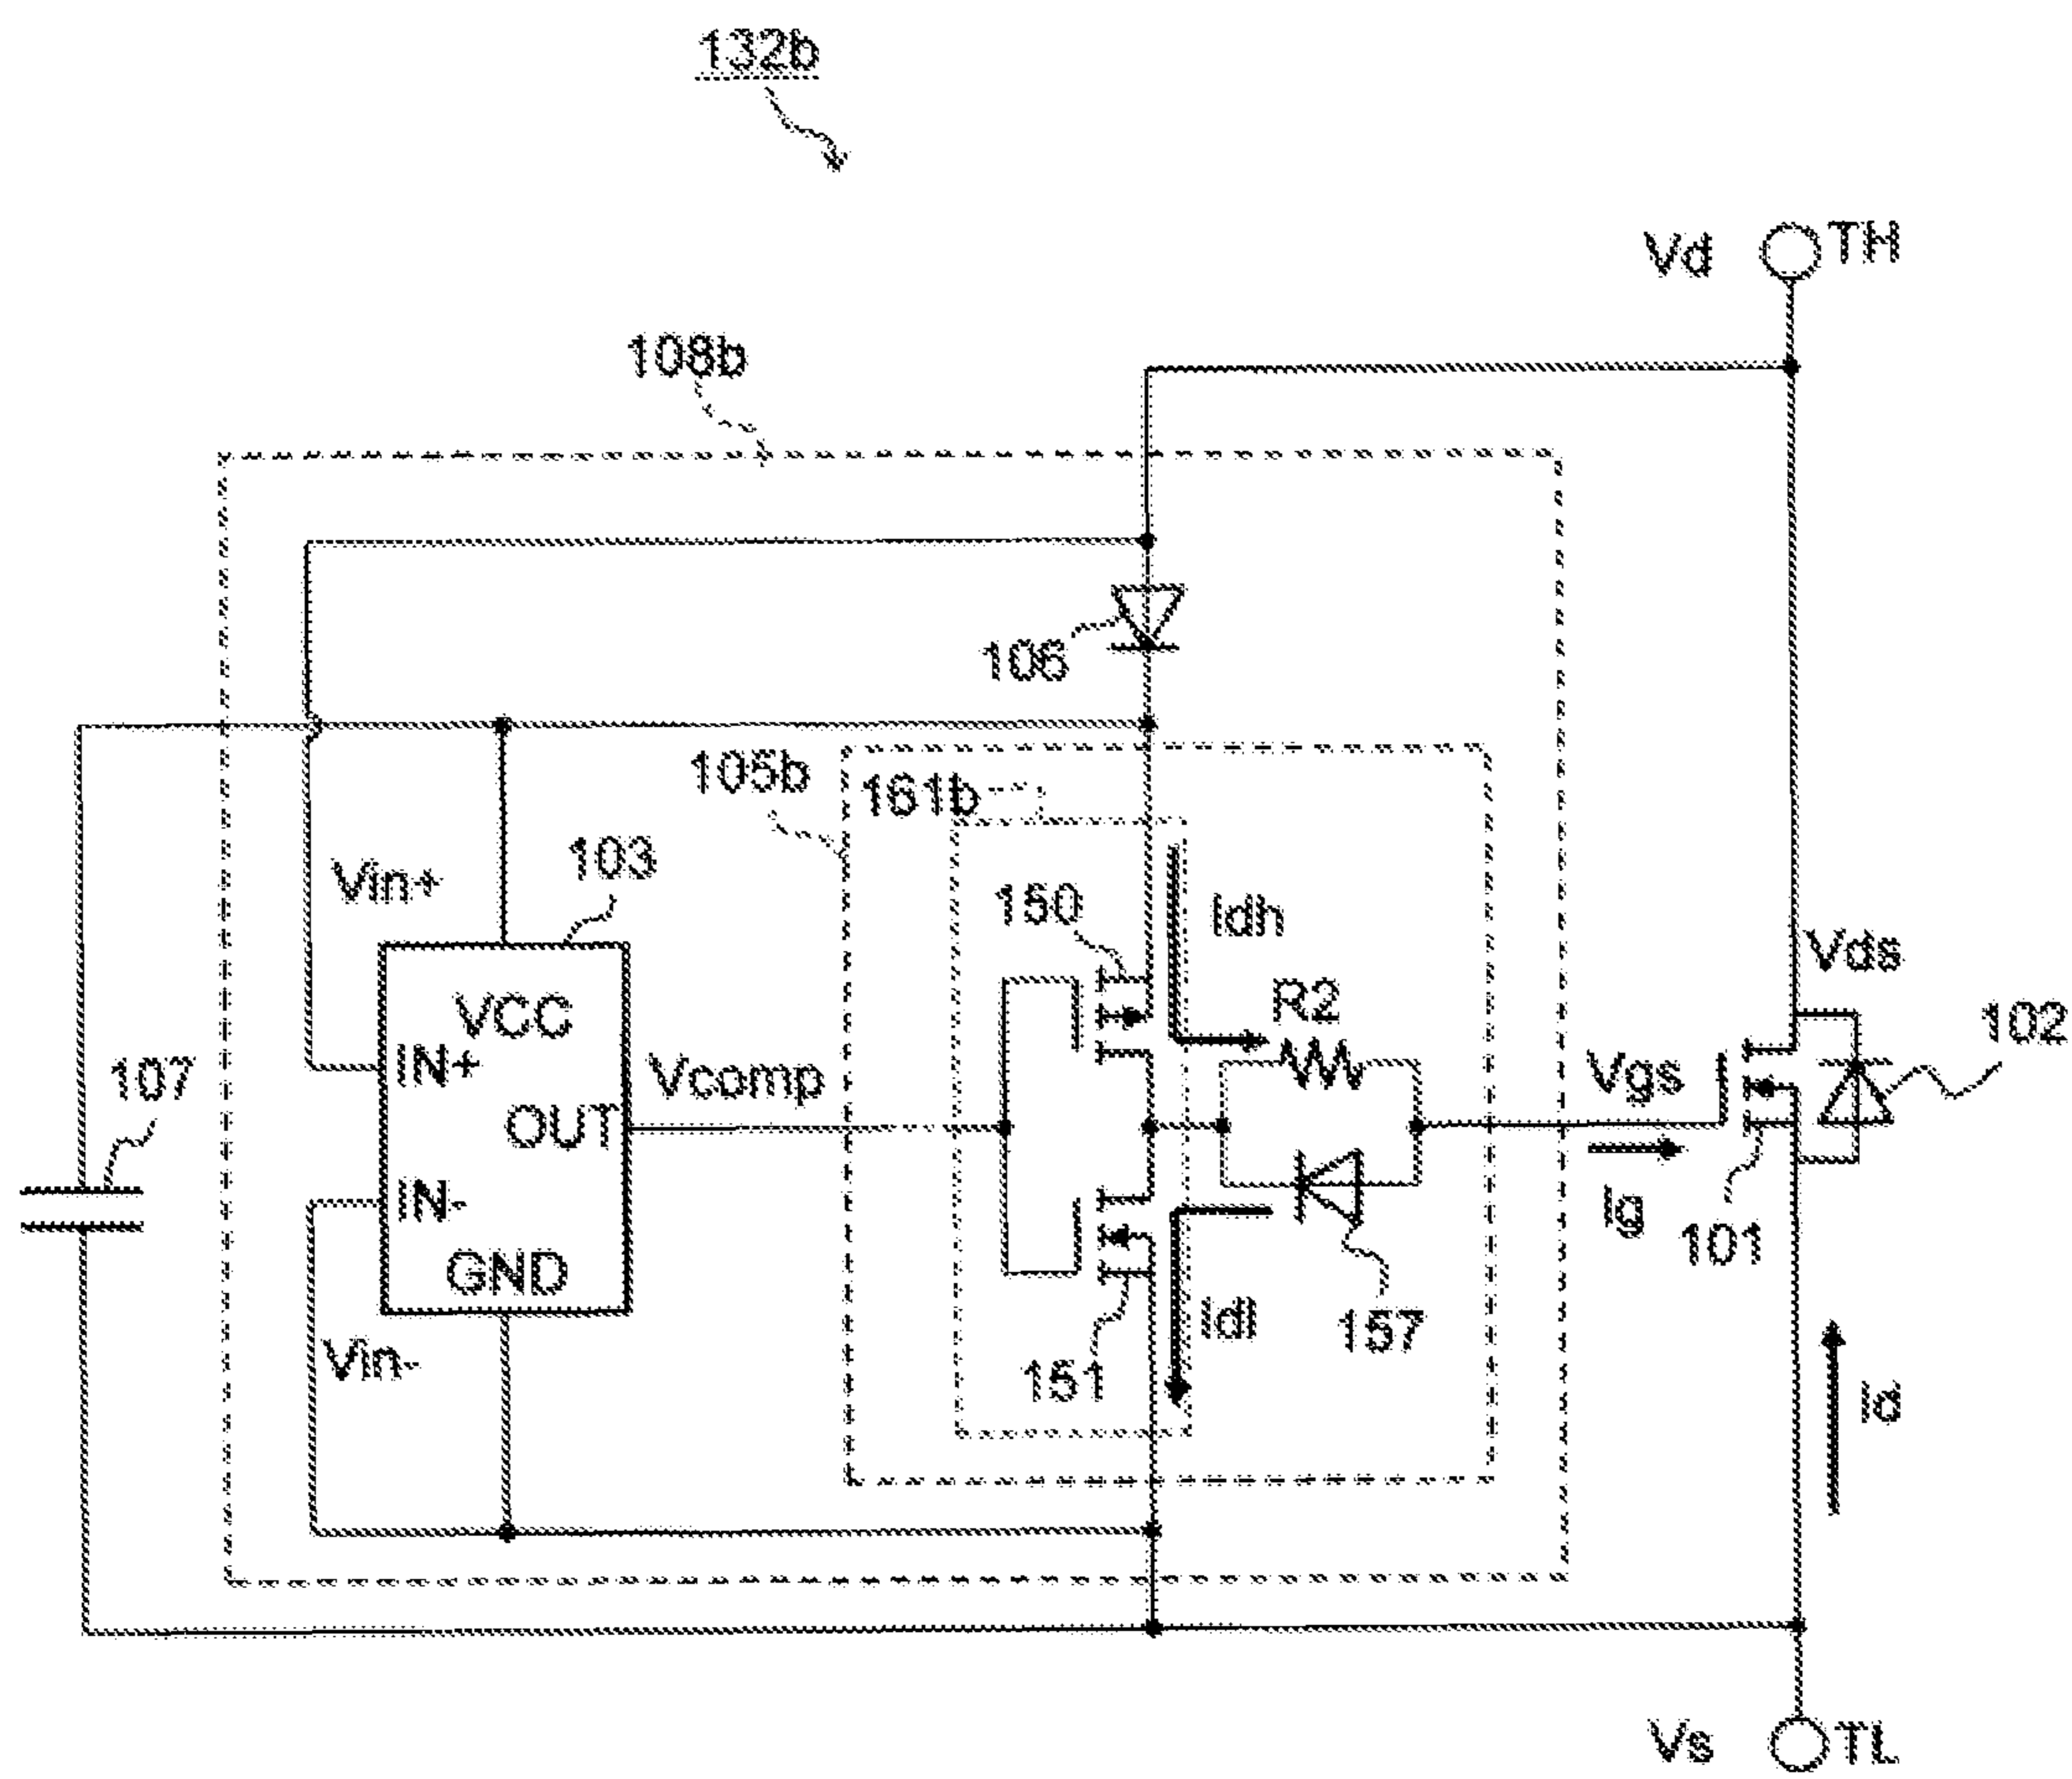 132b
Vd
TH
108b
106
105b
161b
Vin+
103
150
Idh
Vds
VCC
R2
102
107
IN+
Vcomp
Vgs
OUT
IN-
Ig
101
GND
Idl
157
Vin-
151
Id
Vs
TL